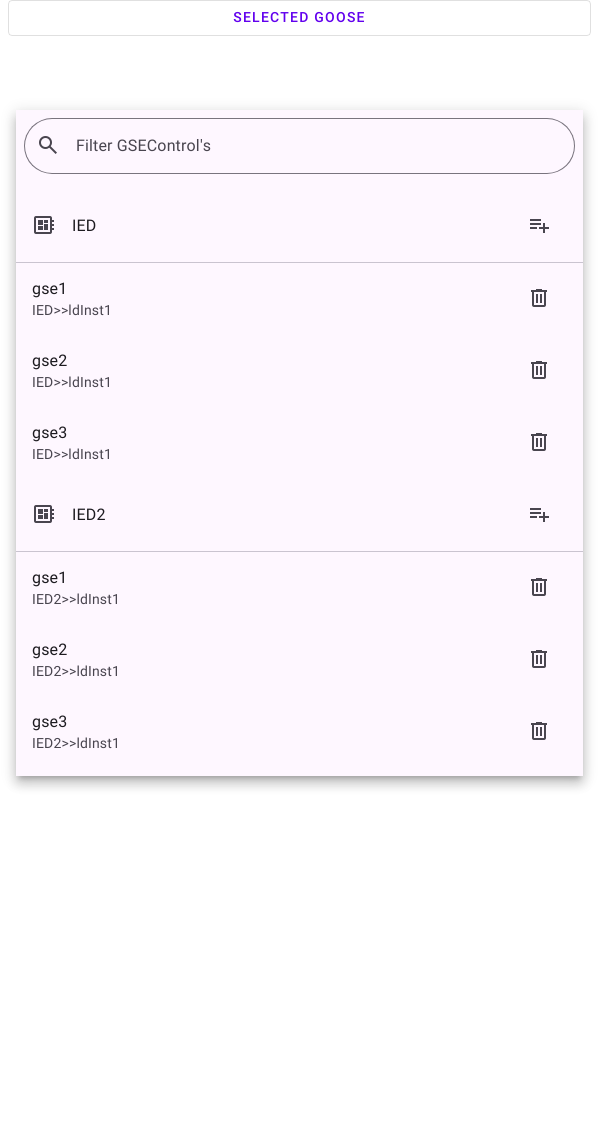 SELECTED GOOSE
Filter GSEControl's
IED
gse1
IED>>ldInst1
gse2
IED>>ldInst1
gse3
IED>>ldInst1
IED2
gse1
IED2>>ldInst1
gse2
IED2>>ldInst1
gse3
IED2>>ldInst1